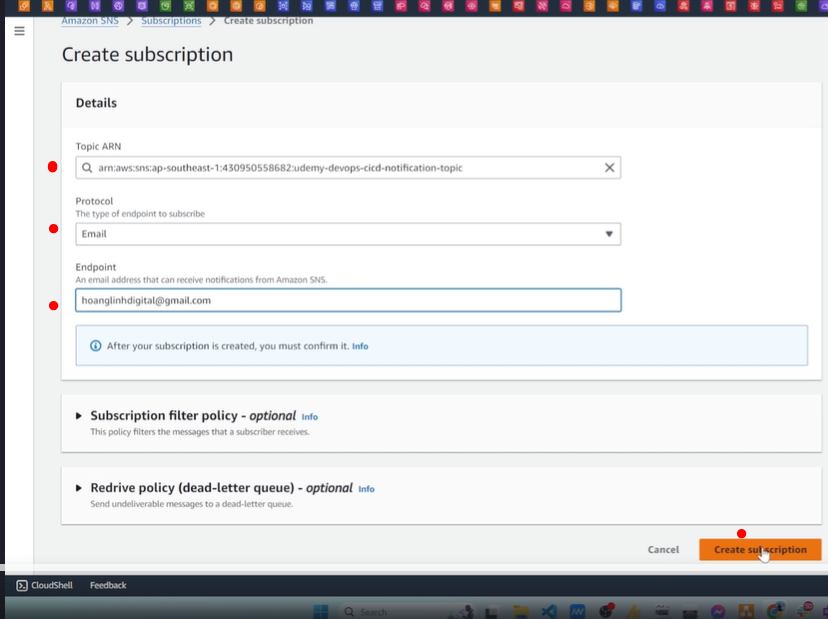 Amazon SNS > Subscriptions > Create subscription
Create subscription
Details
Topic ARN
arn:aws:sns:ap-southeast-1:430950558682:udemy-devops-cicd-notification-topic
Protocol
The type of endpoint to subscribe
Email
Endpoint
An email address that can receive notifications from Amazon SNS.
hoanglinhdigital@gmail.com
After your subscription is created, you must confirm it. Info
Subscription filter policy - optional Info
This policy filters the messages that a subscriber receives.
Redrive policy (dead-letter queue) - optional Info
Send undeliverable messages to a dead-letter queue.
Cancel Create subscription
CloudShell Feedback
Search